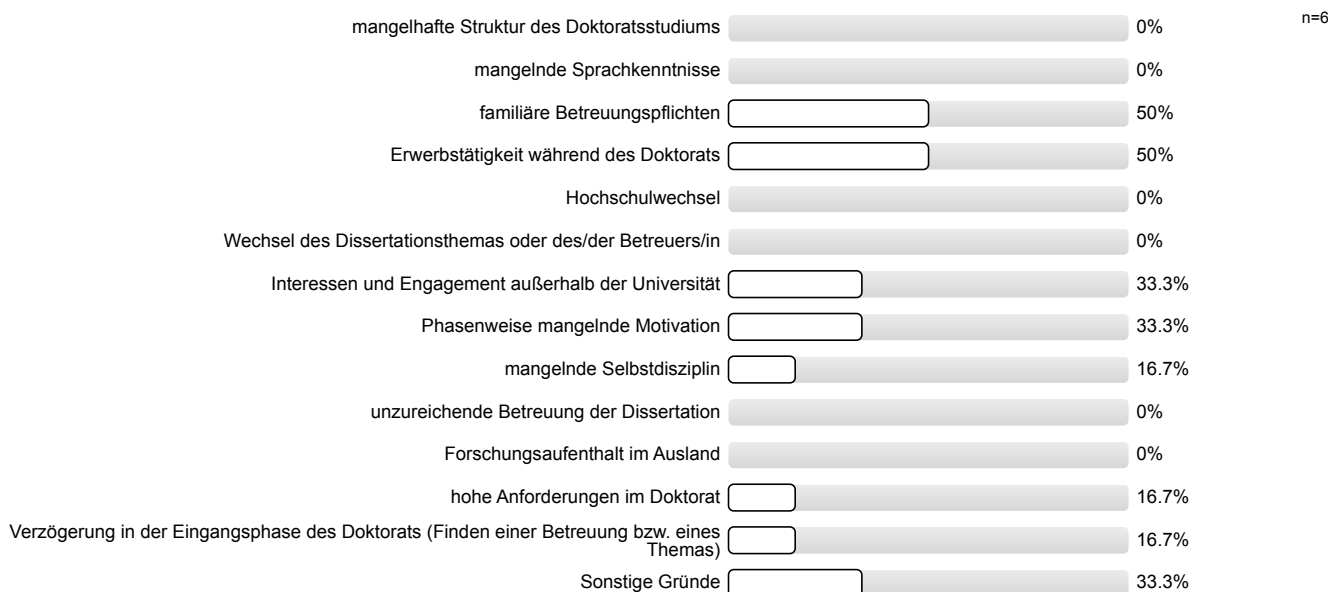 mangelhafte Struktur des Doktoratsstudiums 0% n=6
mangelnde Sprachkenntnisse 0%
familiäre Betreuungspflichten 50%
Erwerbstätigkeit während des Doktorats 50%
Hochschulwechsel 0%
Wechsel des Dissertationsthemas oder des/der Betreuers/in 0%
Interessen und Engagement außerhalb der Universität 33.3%
Phasenweise mangelnde Motivation 33.3%
mangelnde Selbstdisziplin 16.7%
unzureichende Betreuung der Dissertation 0%
Forschungsaufenthalt im Ausland 0%
hohe Anforderungen im Doktorat 16.7%
Verzögerung in der Eingangsphase des Doktorats (Finden einer Betreuung bzw. eines
Themas) 16.7%
Sonstige Gründe 33.3%